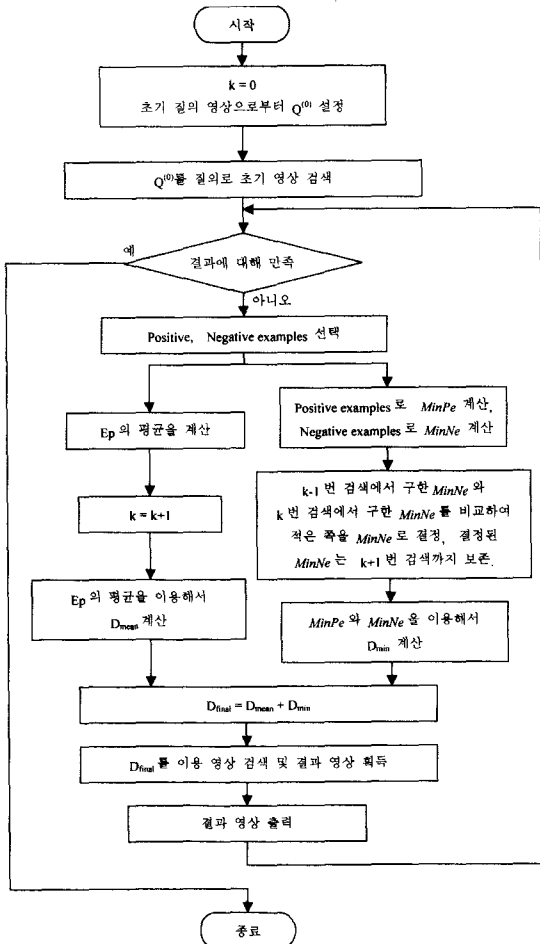 시작
k = 0
초기 질의 영상으로부터 Q⁽⁰⁾ 설정
Q⁽⁰⁾를 질의로 초기 영상 검색
예
결과에 대해 만족
아니오
Positive, Negative examples 선택
Ep 의 평균을 계산
k = k+1
Ep 의 평균을 이용해서
Dmean 계산
Positive examples 로 MinPe 계산,
Negative examples 로 MinNe 계산
k-1 번 검색에서 구한 MinNe 와
k 번 검색에서 구한 MinNe 를 비교하여
적은 쪽을 MinNe 로 결정, 결정된
MinNe 는 k+1 번 검색까지 보존.
MinPe 와 MinNe 을 이용해서
Dmin 계산
Dfinal = Dmean + Dmin
Dfinal 를 이용 영상 검색 및 결과 영상 획득
결과 영상 출력
종료